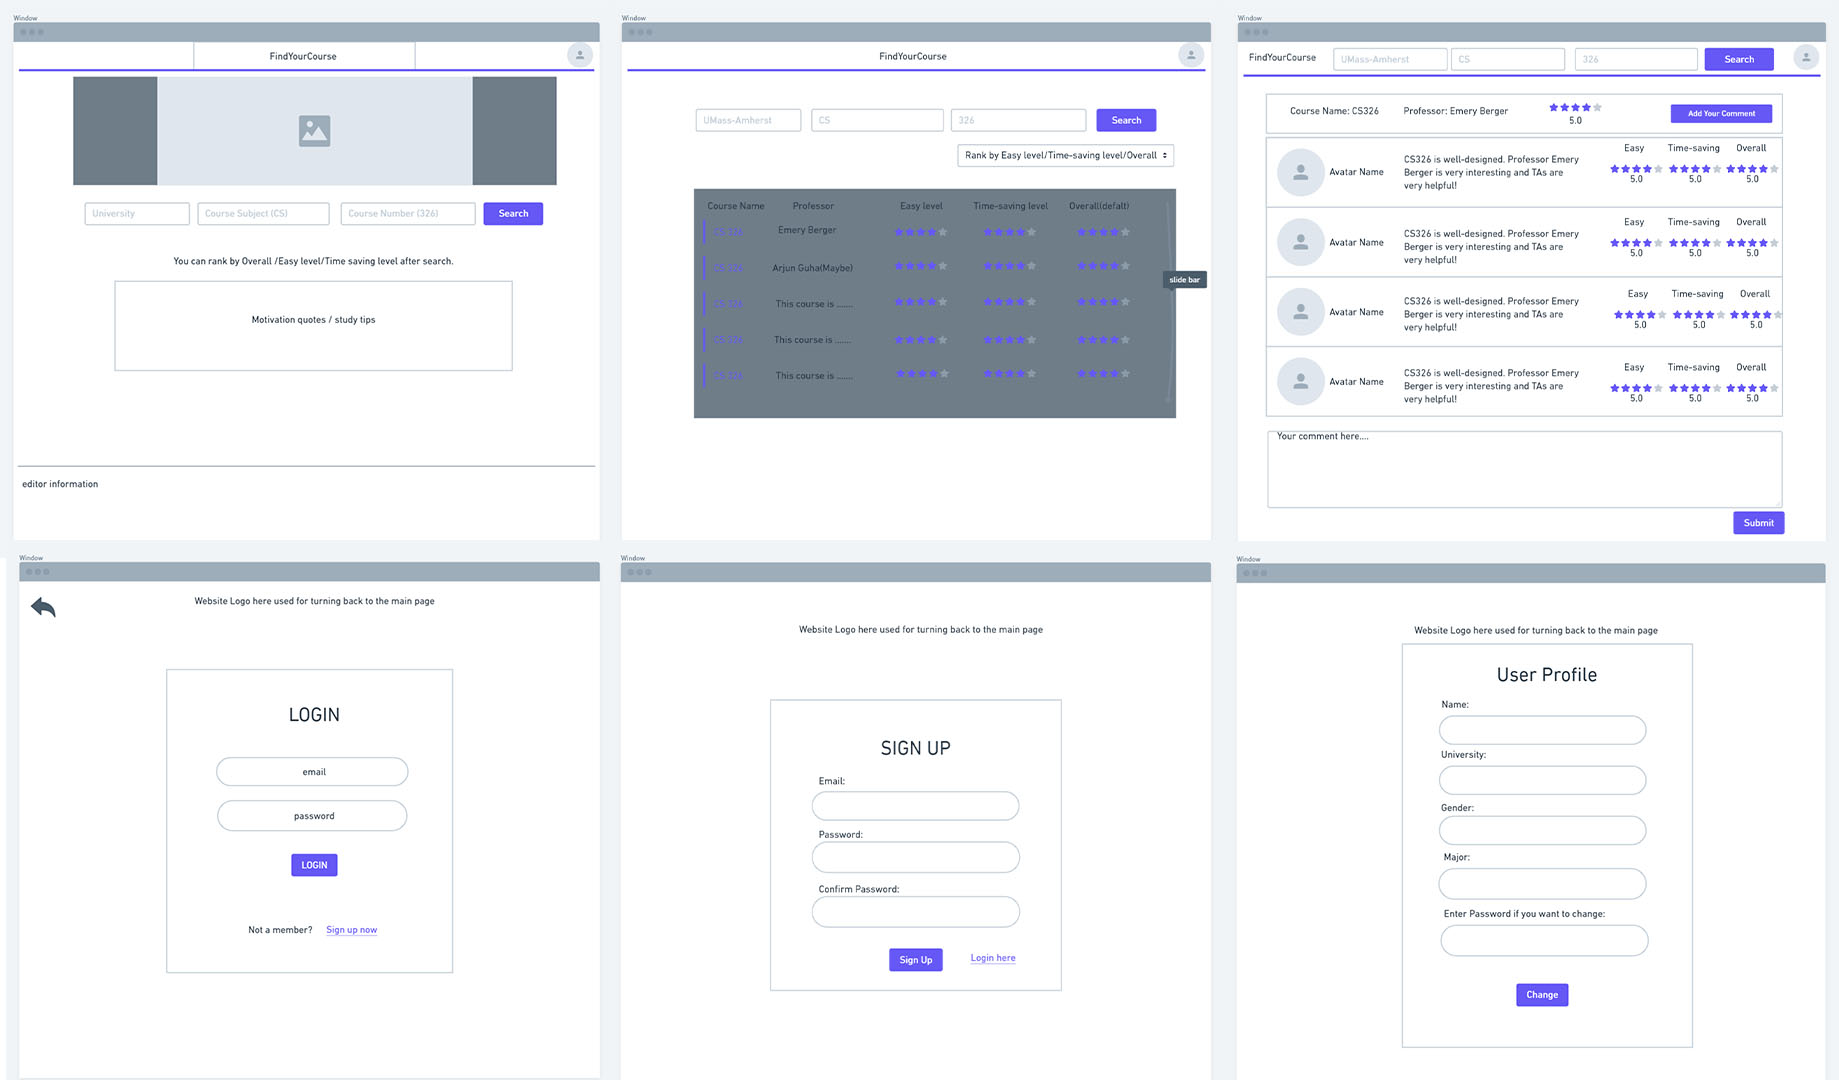 Window
FindYourCourse
University
Course Subject (CS)
Course Number (326)
Search
You can rank by Overall /Easy level/Time saving level after search.
Motivation quotes / study tips
editor information
Window
FindYourCourse
UMass-Amherst
CS
326
Search
Rank by Easy level/Time-saving level/Overall
Course Name Professor Easy level Time-saving level Overall(defalt)
CS 326 Emery Berger
CS 326 Arjun Guha(Maybe)
slide bar
CS 326 This course is .......
CS 326 This course is .......
CS 326 This course is .......
Window
FindYourCourse
UMass-Amherst
CS
326
Search
Course Name: CS326 Professor: Emery Berger
5.0
Add Your Comment
Easy Time-saving Overall
Avatar Name
CS326 is well-designed. Professor Emery
Berger is very interesting and TAs are
very helpful!
5.0 5.0 5.0
Easy Time-saving Overall
Avatar Name
CS326 is well-designed. Professor Emery
Berger is very interesting and TAs are
very helpful!
5.0 5.0 5.0
Easy Time-saving Overall
Avatar Name
CS326 is well-designed. Professor Emery
Berger is very interesting and TAs are
very helpful!
5.0 5.0 5.0
Easy Time-saving Overall
Avatar Name
CS326 is well-designed. Professor Emery
Berger is very interesting and TAs are
very helpful!
5.0 5.0 5.0
Your comment here....
Submit
Window
Website Logo here used for turning back to the main page
LOGIN
email
password
LOGIN
Not a member? Sign up now
Window
Website Logo here used for turning back to the main page
SIGN UP
Email:
Password:
Confirm Password:
Sign Up
Login here
Window
Website Logo here used for turning back to the main page
User Profile
Name:
University:
Gender:
Major:
Enter Password if you want to change:
Change